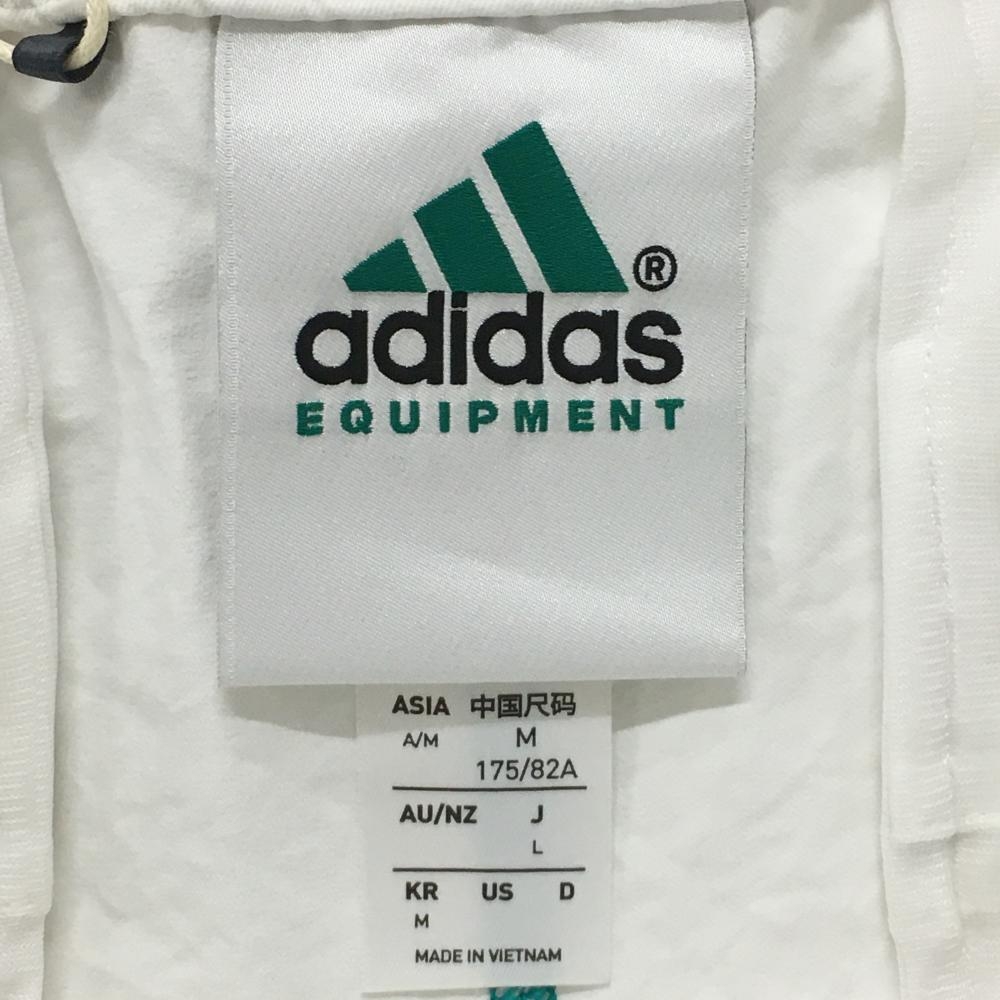 ®
adidas
EQUIPMENT
ASIA 中国尺码
A/M M
175/82A
AU/NZ J
L
KR US D
M
MADE IN VIETNAM